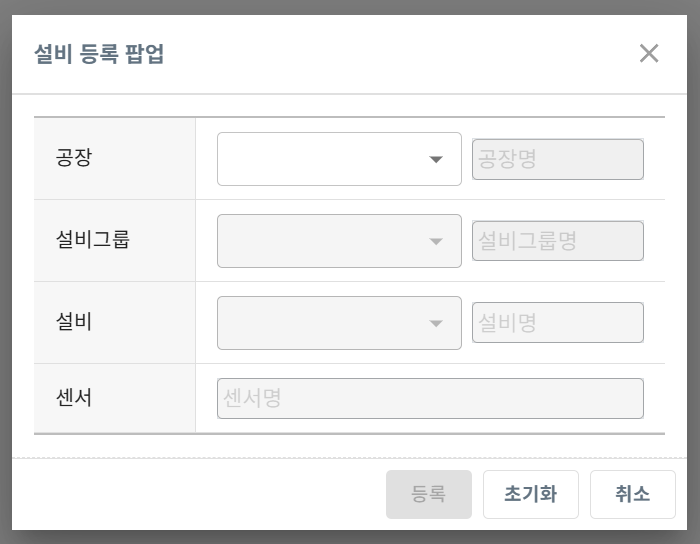 설비 등록 팝업
공장 공장명
설비그룹 설비그룹명
설비 설비명
센서 센서명
등록 초기화 취소